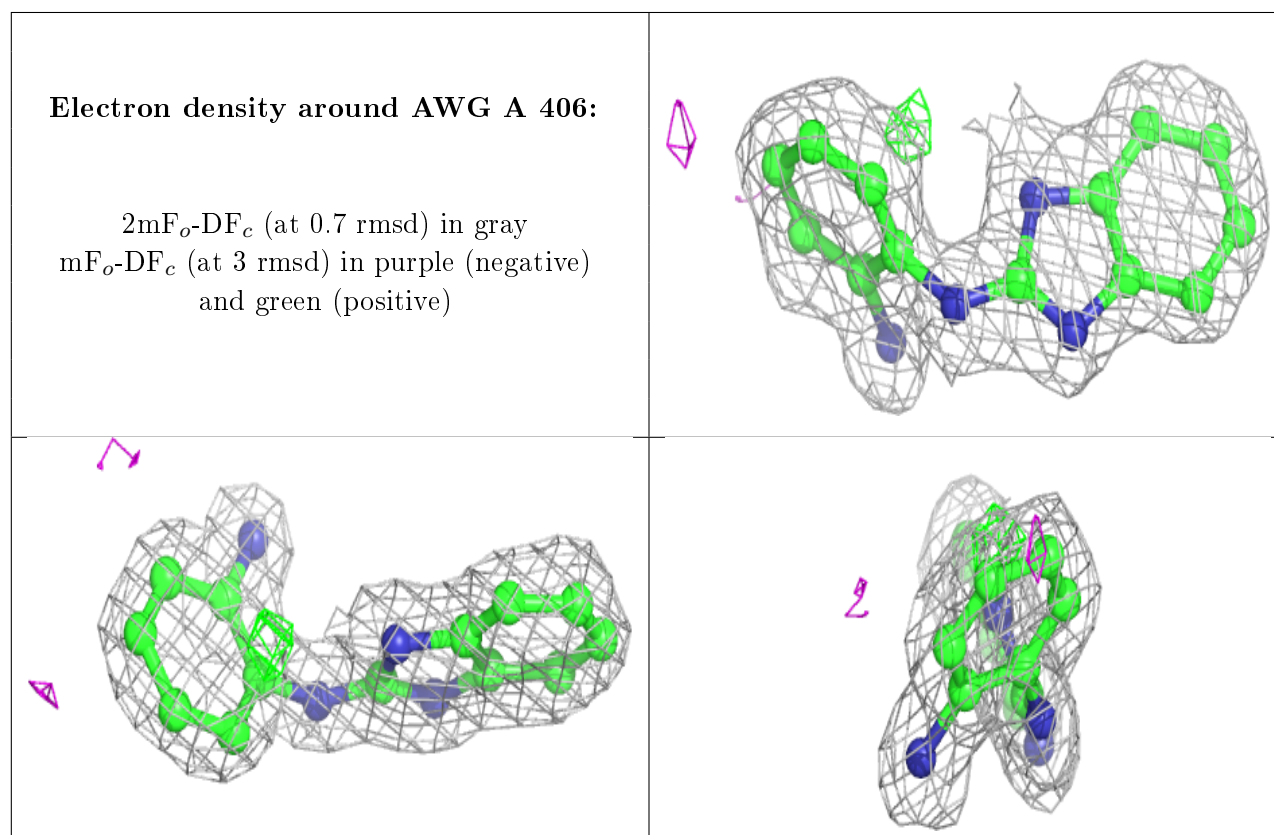 Electron density around AWG A 406:
2mFₒ-DF𝒸 (at 0.7 rmsd) in gray
mFₒ-DF𝒸 (at 3 rmsd) in purple (negative)
and green (positive)